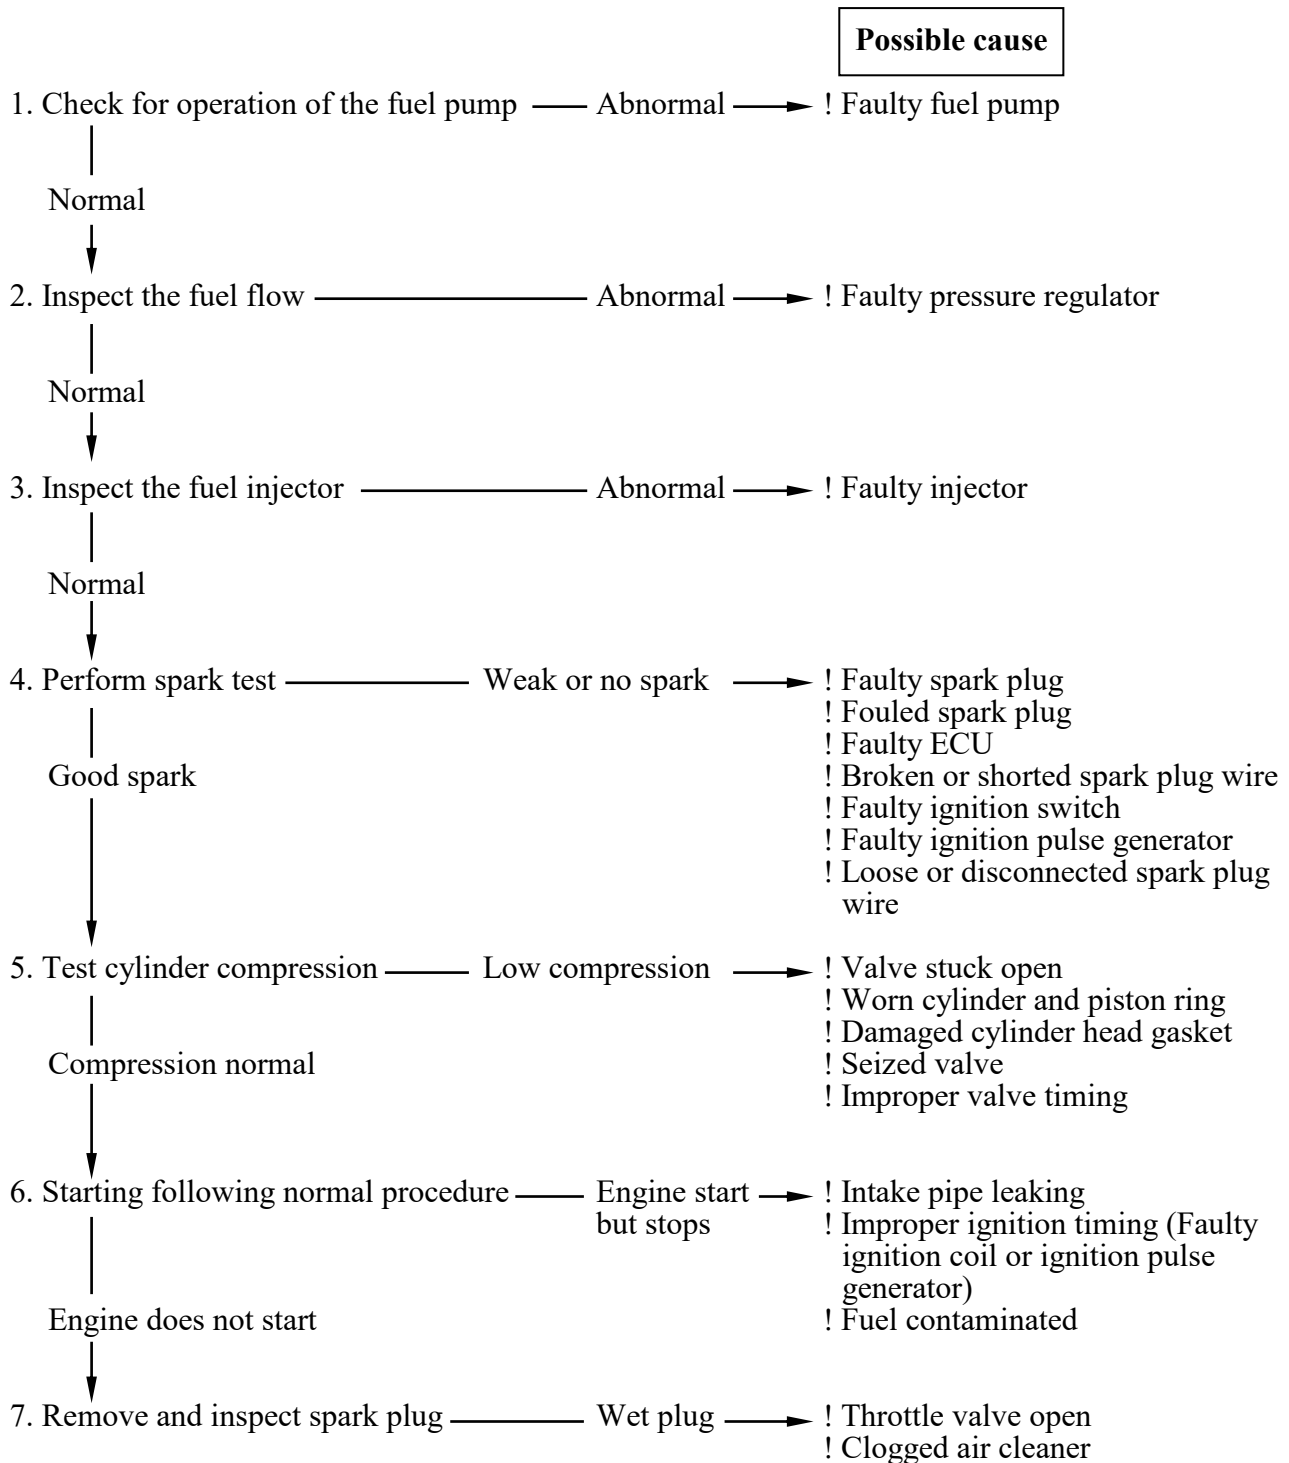 Possible cause
1. Check for operation of the fuel pump Abnormal ! Faulty fuel pump
Normal
2. Inspect the fuel flow Abnormal ! Faulty pressure regulator
Normal
3. Inspect the fuel injector Abnormal ! Faulty injector
Normal
4. Perform spark test Weak or no spark ! Faulty spark plug
! Fouled spark plug
! Faulty ECU
Good spark ! Broken or shorted spark plug wire
! Faulty ignition switch
! Faulty ignition pulse generator
! Loose or disconnected spark plug
wire
5. Test cylinder compression Low compression ! Valve stuck open
! Worn cylinder and piston ring
! Damaged cylinder head gasket
Compression normal ! Seized valve
! Improper valve timing
6. Starting following normal procedure Engine start ! Intake pipe leaking
but stops ! Improper ignition timing (Faulty
ignition coil or ignition pulse
generator)
Engine does not start ! Fuel contaminated
7. Remove and inspect spark plug Wet plug ! Throttle valve open
! Clogged air cleaner